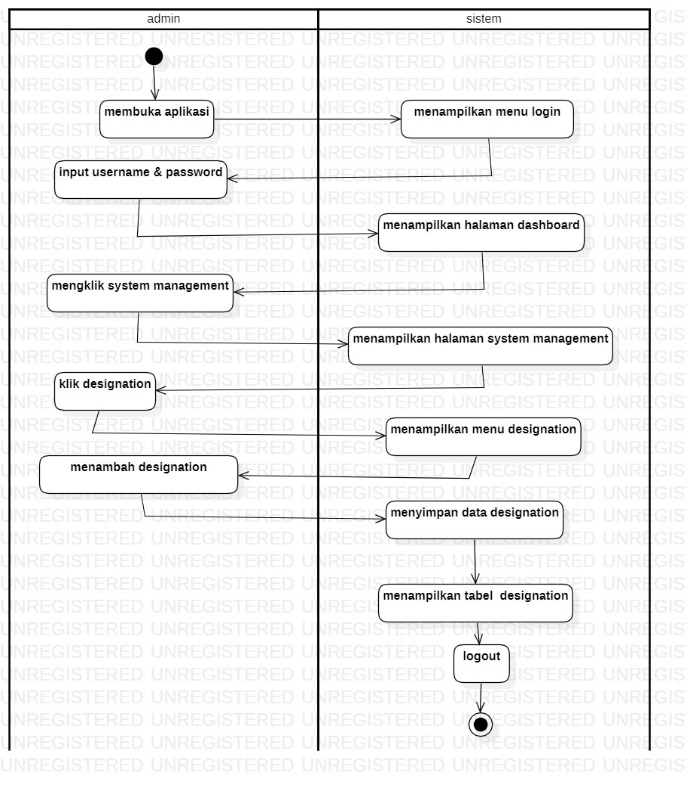 admin
sistem
membuka aplikasi
menampilkan menu login
input username & password
menampilkan halaman dashboard
mengklik system management
menampilkan halaman system management
klik designation
menampilkan menu designation
menambah designation
menyimpan data designation
menampilkan tabel designation
logout
UNREGISTERED